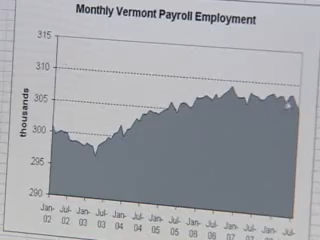 Monthly Vermont Payroll Employment
315
310
305
300
295
290
thousands
Jan- Jul- Jan- Jul- Jan- Jul- Jan- Jul- Jan- Jul- Jan- Jul- Jan- Jul-
02 02 03 03 04 04 05 05 06 06 07 07